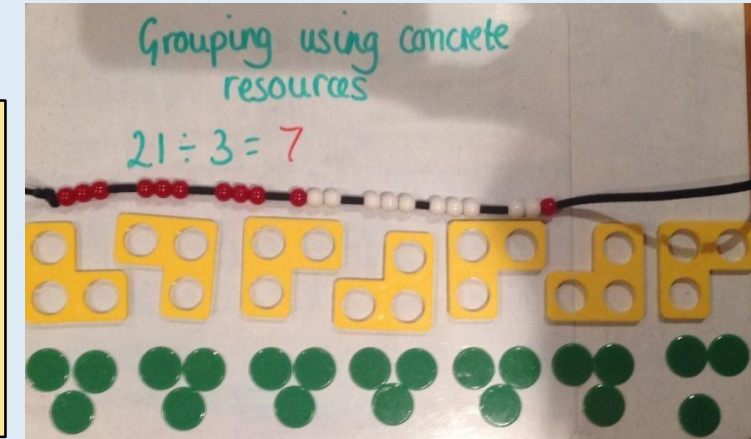 Grouping using concrete
resources
21 ÷ 3 = 7